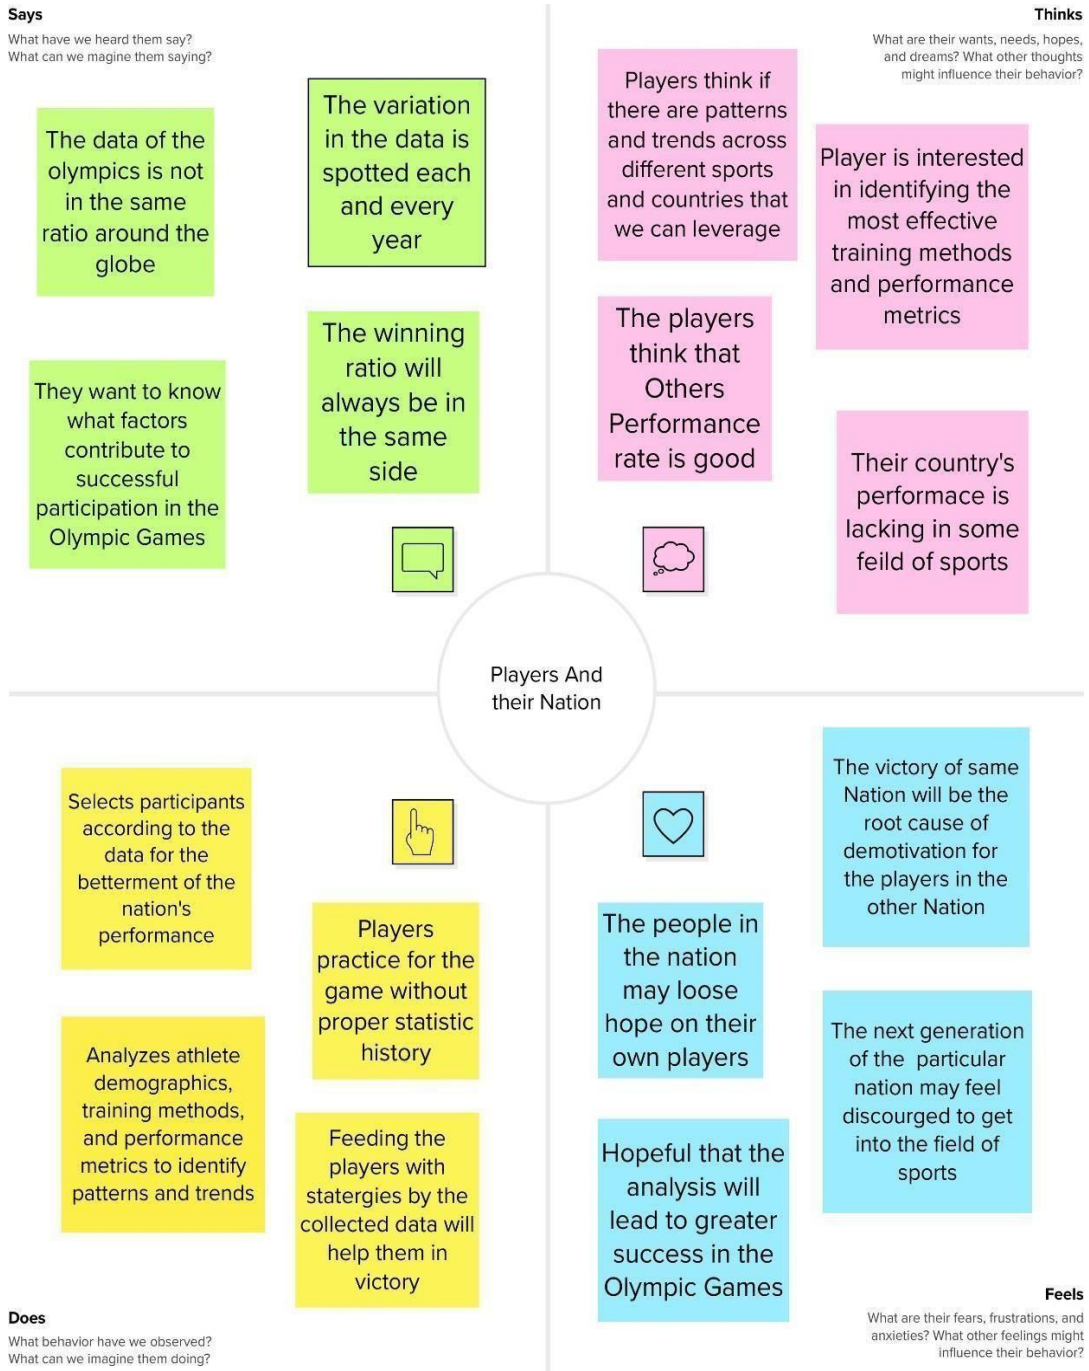 Says
What have we heard them say?
What can we magine them saying?
The data of the
olympics is not
in the same
ratio around the
globe
The variation
in the data is
spotted each
and every
year
They want to know
what factors
contribute to
successful
participation in the
Olympic Games
The winning
ratio will
always be in
the same
side
Thinks
What are their wants, needs, hopes,
and dreams? What other thoughts
might influence their behavior?
Players think if
there are patterns
and trends across
different sports
and countries that
we can leverage
Player is interested
in identifying the
most effective
training methods
and performance
metrics
The players
think that
Others
Performance
rate is good
Their country's
performace is
lacking in some
feild of sports
Players And
their Nation
Selects participants
according to the
data for the
betterment of the
nation's
performance
Players
practice for the
game without
proper statistic
history
Analyzes athlete
demographics,
training methods,
and performance
metrics to identify
patterns and trends
Feeding the
players with
statergies by the
collected data will
help them in
victory
Does
What behavior have we observed?
What can we imagine them doing?
The victory of same
Nation will be the
root cause of
demotivation for
the players in the
other Nation
The people in
the nation
may loose
hope on their
own players
The next generation
of the particular
nation may feel
discourged to get
into the field of
sports
Hopeful that the
analysis will
lead to greater
success in the
Olympic Games
Feels
What are their fears, frustrations, and
anxieties? What other feelings might
influence their behavior?